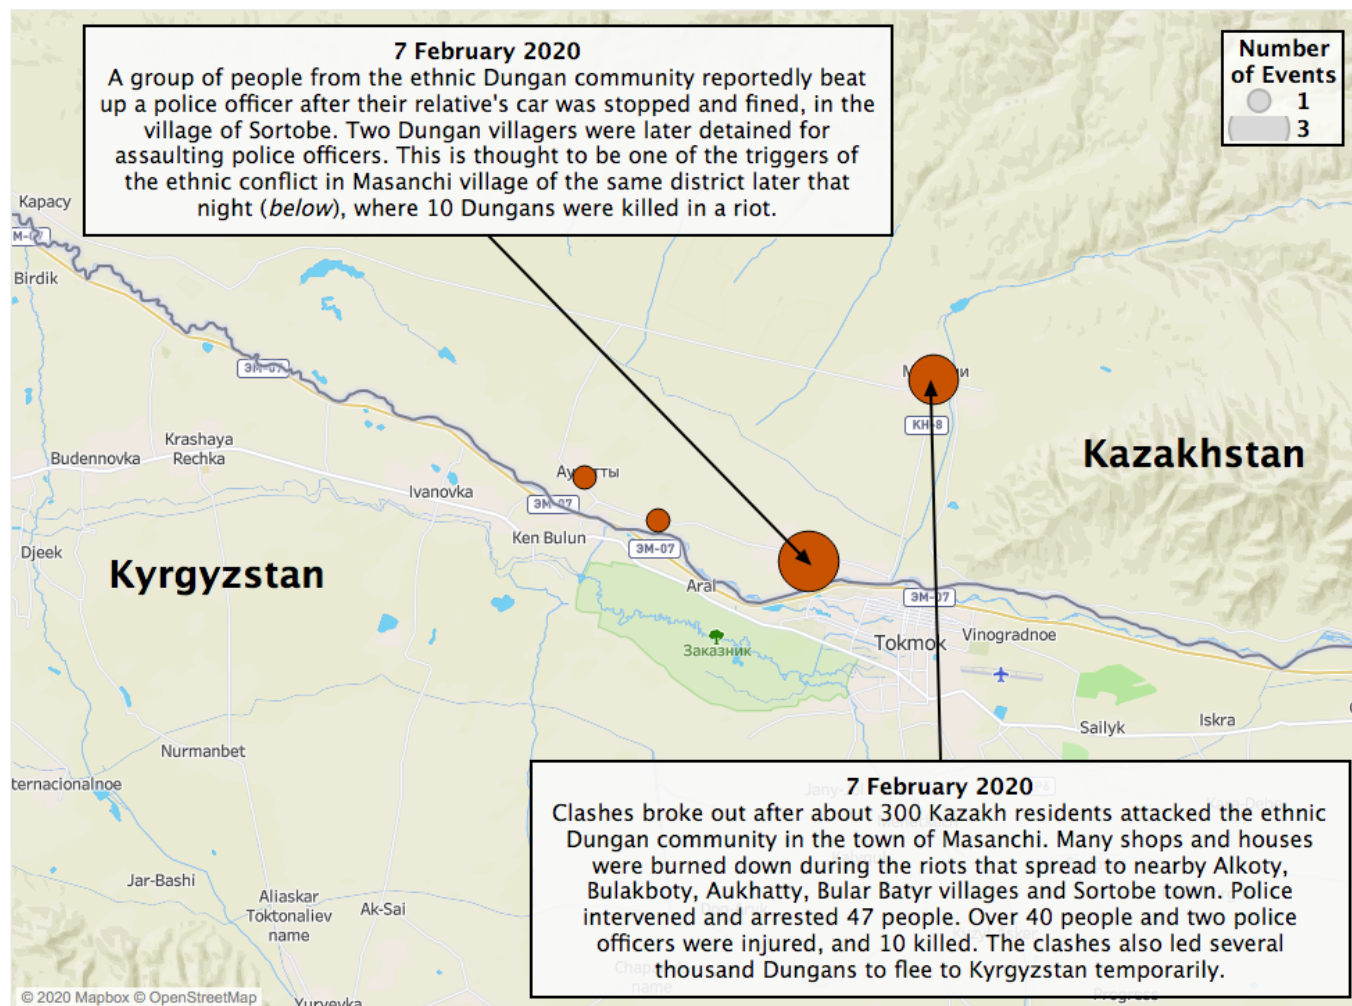 7 February 2020
A group of people from the ethnic Dungan community reportedly beat
up a police officer after their relative's car was stopped and fined, in the
village of Sortobe. Two Dungan villagers were later detained for
assaulting police officers. This is thought to be one of the triggers of
the ethnic conflict in Masanchi village of the same district later that
night (below), where 10 Dungans were killed in a riot.
Number
of Events
1
3
Kapacy
Birdik
ЭМ-07
KH-8
Kazakhstan
Krashaya
Rechka
Budennovka
Ivanovka
ЭМ-07
Ken Bulun
ЭМ-07
Djeek
Kyrgyzstan
Aral
ЭМ-07
Заказник
Tokmok
Vinogradnoe
Sailyk
Iskra
Nurmanbet
ternacionalnoe
7 February 2020
Clashes broke out after about 300 Kazakh residents attacked the ethnic
Dungan community in the town of Masanchi. Many shops and houses
were burned down during the riots that spread to nearby Alkoty,
Bulakboty, Aukhatty, Bular Batyr villages and Sortobe town. Police
intervened and arrested 47 people. Over 40 people and two police
officers were injured, and 10 killed. The clashes also led several
thousand Dungans to flee to Kyrgyzstan temporarily.
Jar-Bashi
Aliaskar
Toktonaliev
name
Ak-Sai
© 2020 Mapbox © OpenStreetMap